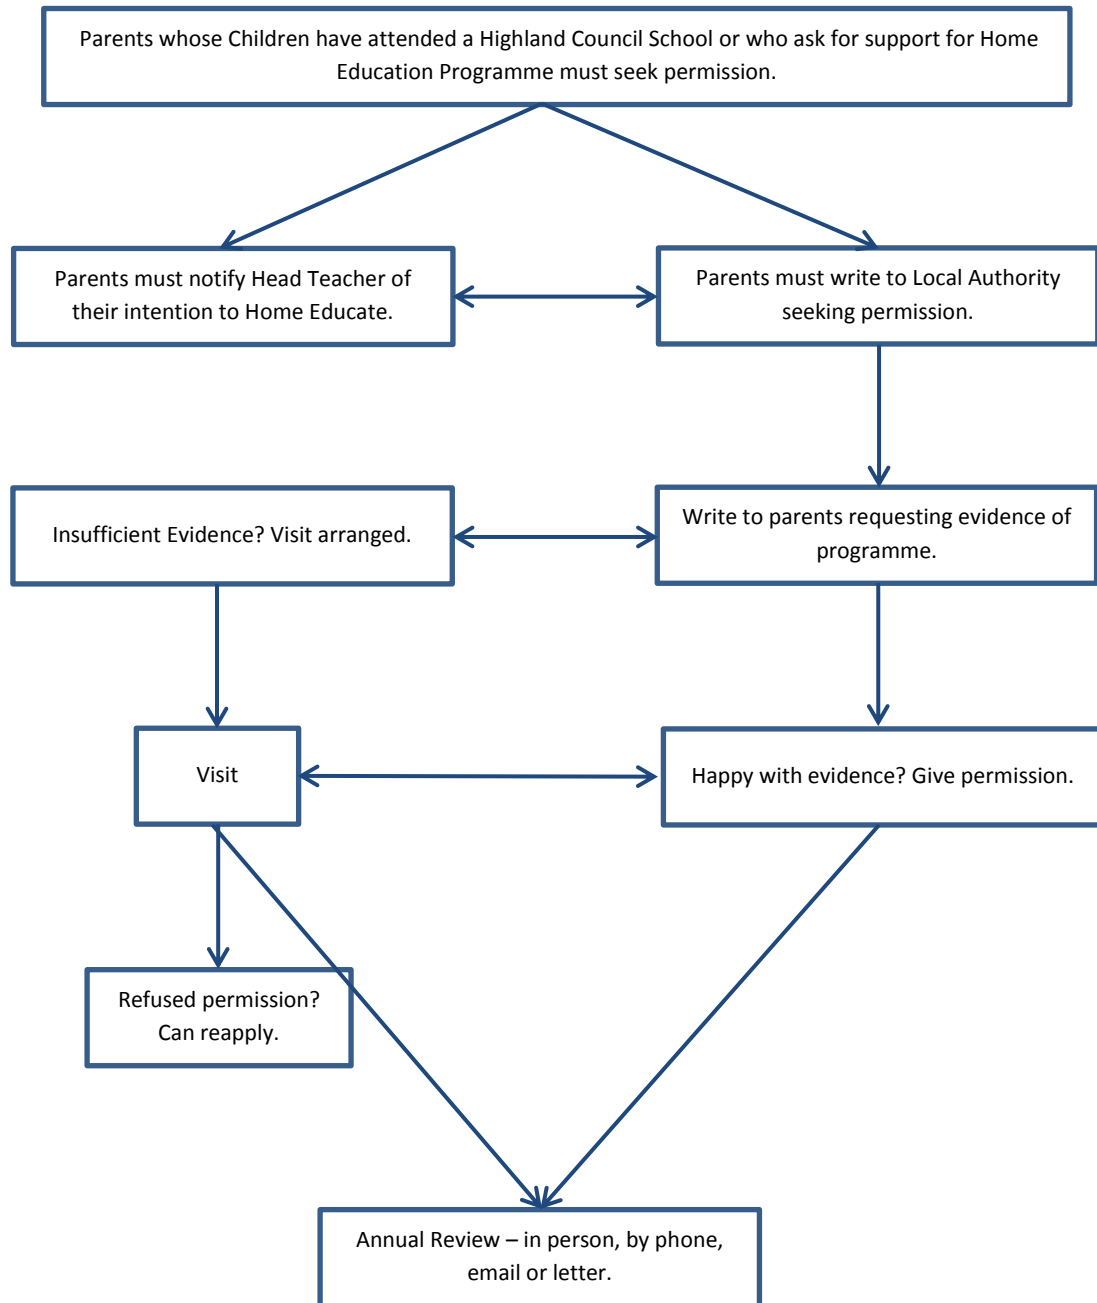 Parents whose Children have attended a Highland Council School or who ask for support for Home
Education Programme must seek permission.
Parents must notify Head Teacher of
their intention to Home Educate.
Parents must write to Local Authority
seeking permission.
Insufficient Evidence? Visit arranged.
Write to parents requesting evidence of
programme.
Visit
Happy with evidence? Give permission.
Refused permission?
Can reapply.
Annual Review – in person, by phone,
email or letter.